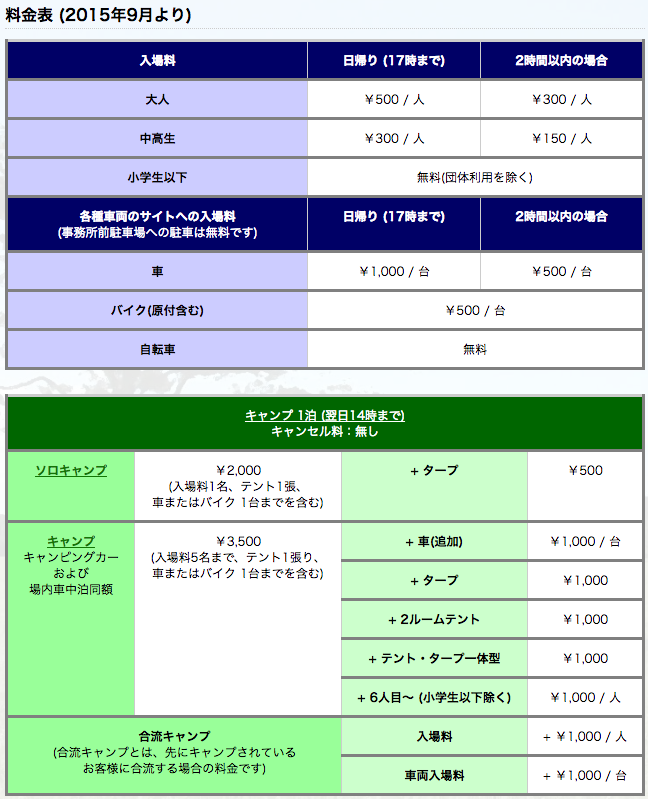 料金表 (2015年9月より)
入場料 日帰り (17時まで) 2時間以内の場合
大人 ￥500 / 人 ￥300 / 人
中高生 ￥300 / 人 ￥150 / 人
小学生以下 無料(団体利用を除く)
各種車両のサイトへの入場料 日帰り (17時まで) 2時間以内の場合
(事務所前駐車場への駐車は無料です)
車 ￥1,000 / 台 ￥500 / 台
バイク(原付含む) ￥500 / 台
自転車 無料
キャンプ 1泊 (翌日14時まで)
キャンセル料：無し
ソロキャンプ ￥2,000 + タープ ￥500
(入場料1名、テント1張、
車またはバイク 1台までを含む)
キャンプ ￥3,500 + 車(追加) ￥1,000 / 台
キャンピングカー (入場料5名まで、テント1張り、
および 車またはバイク 1台までを含む)
場内車中泊同額
+ タープ ￥1,000
+ 2ルームテント ￥1,000
+ テント・タープ一体型 ￥1,000
+ 6人目〜 (小学生以下除く) ￥1,000 / 人
合流キャンプ 入場料 + ￥1,000 / 人
(合流キャンプとは、先にキャンプされている
お客様に合流する場合の料金です)
車両入場料 + ￥1,000 / 台